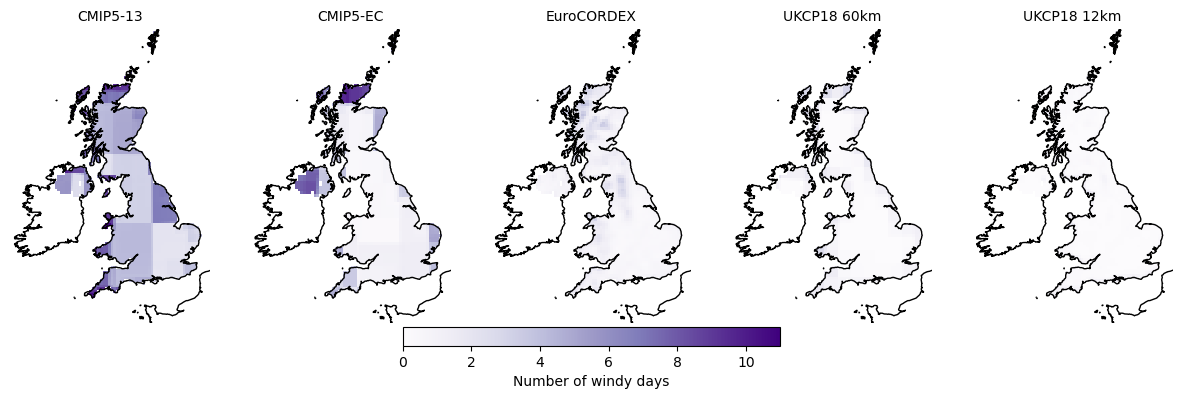 CMIP5-13
CMIP5-EC
EuroCORDEX
UKCP18 60km
UKCP18 12km
0 2 4 6 8 10
Number of windy days